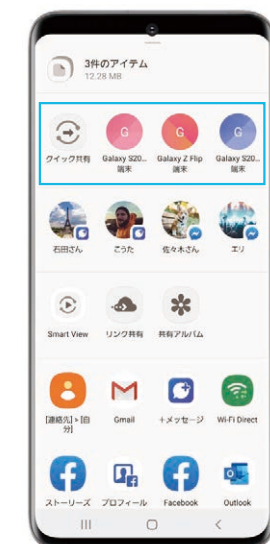 3件のアイテム
12.28 MB
クイック共有
G
Galaxy S20...
端末
G
Galaxy Z Flip
端末
G
Galaxy S20...
端末
石田さん
こうた
佐々木さん
エリ
Smart View
リンク共有
共有アルバム
[連絡先] > [自分]
Gmail
+メッセージ
Wi-Fi Direct
ストーリーズ
プロフィール
Facebook
Outlook